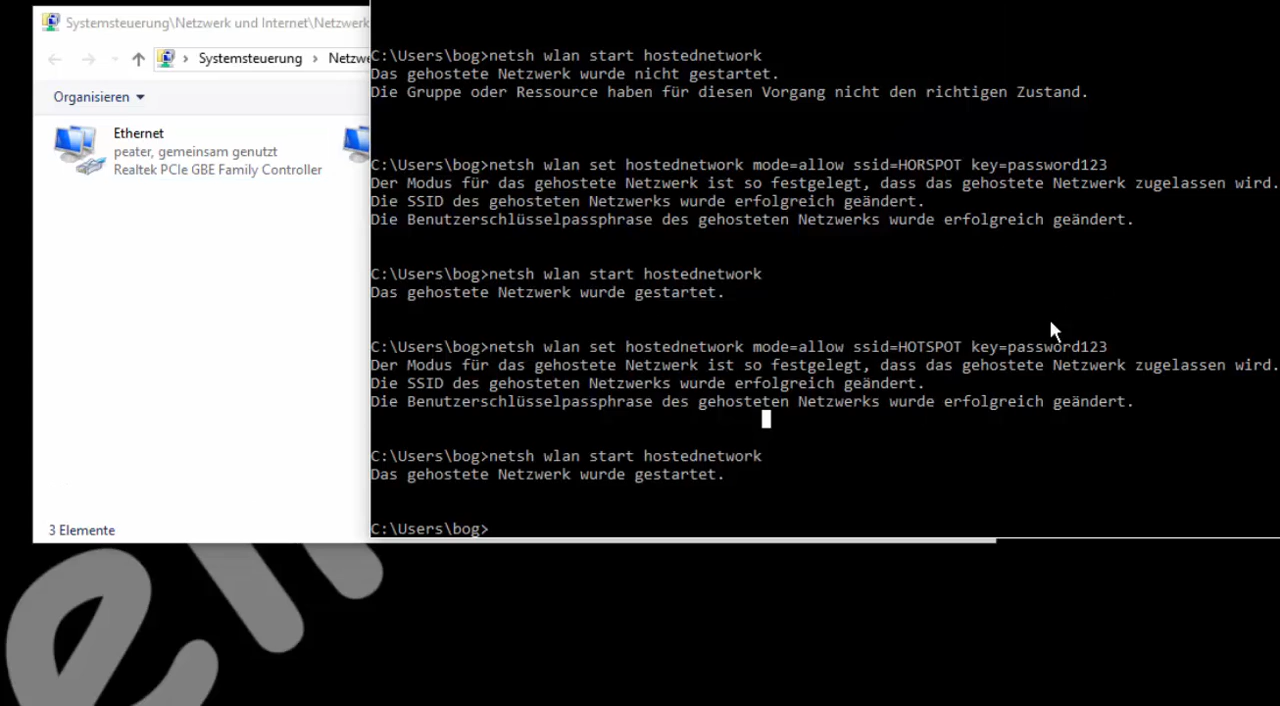 Systemsteuerung\Netzwerk und Internet\Netzwerk
Systemsteuerung > Netzwe
Organisieren
Ethernet
peater, gemeinsam genutzt
Realtek PCIe GBE Family Controller
3 Elemente
C:\Users\bog>netsh wlan start hostednetwork
Das gehostete Netzwerk wurde nicht gestartet.
Die Gruppe oder Ressource haben für diesen Vorgang nicht den richtigen Zustand.
C:\Users\bog>netsh wlan set hostednetwork mode=allow ssid=HORSPOT key=password123
Der Modus für das gehostete Netzwerk ist so festgelegt, dass das gehostete Netzwerk zugelassen wird.
Die SSID des gehosteten Netzwerks wurde erfolgreich geändert.
Die Benutzerschlüsselpassphrase des gehosteten Netzwerks wurde erfolgreich geändert.
C:\Users\bog>netsh wlan start hostednetwork
Das gehostete Netzwerk wurde gestartet.
C:\Users\bog>netsh wlan set hostednetwork mode=allow ssid=HOTSPOT key=password123
Der Modus für das gehostete Netzwerk ist so festgelegt, dass das gehostete Netzwerk zugelassen wird.
Die SSID des gehosteten Netzwerks wurde erfolgreich geändert.
Die Benutzerschlüsselpassphrase des gehosteten Netzwerks wurde erfolgreich geändert.
C:\Users\bog>netsh wlan start hostednetwork
Das gehostete Netzwerk wurde gestartet.
C:\Users\bog>